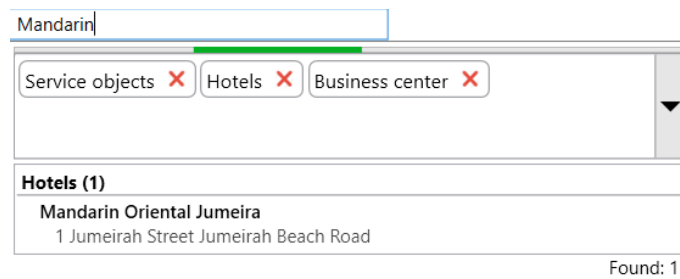 Mandarin
Service objects Hotels Business center
Hotels (1)
Mandarin Oriental Jumeira
1 Jumeirah Street Jumeirah Beach Road
Found: 1